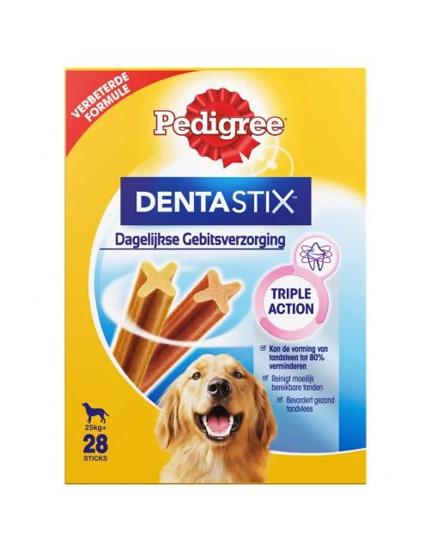 VERBETERDE
FORMULE
Pedigree
DENTASTIX™
Dagelijkse Gebitsverzorging
TRIPLE
ACTION
Kan de vorming van
tandsteen tot 80%
verminderen
Reinigt moeilijk
bereikbare tanden
Bevordert gezond
tandvlees
25kg+
28
STICKS